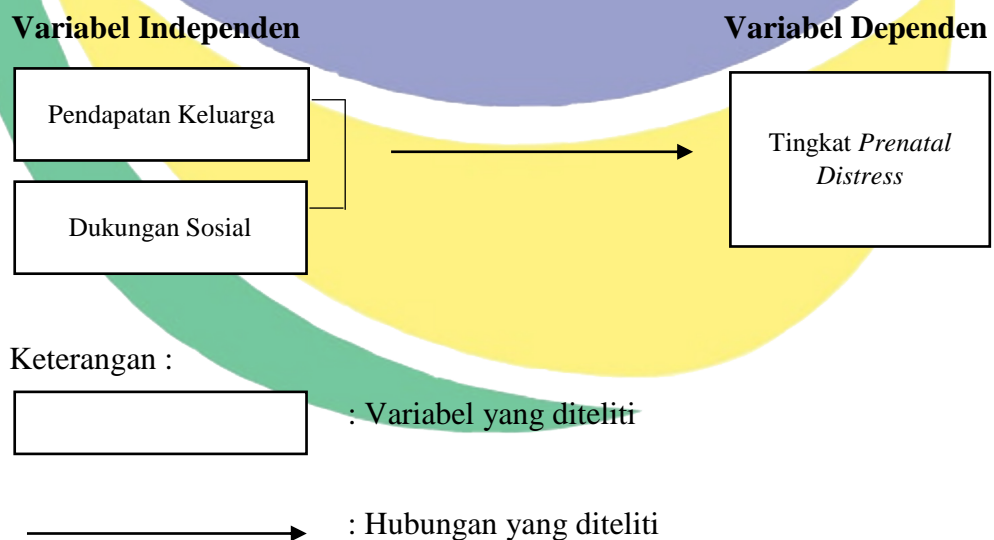 Variabel Independen
Variabel Dependen
Pendapatan Keluarga
Dukungan Sosial
Tingkat Prenatal
Distress
Keterangan :
: Variabel yang diteliti
: Hubungan yang diteliti